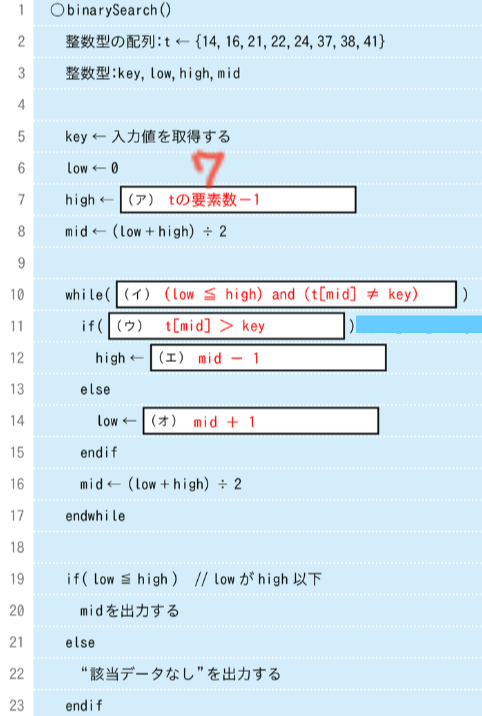 1 ○binarySearch()
2 整数型の配列:t ← {14, 16, 21, 22, 24, 37, 38, 41}
3 整数型:key, low, high, mid
4
5 key ← 入力値を取得する
6 low ← 0
7
7 high ← (ア) tの要素数－1
8 mid ← (low + high) ÷ 2
9
10 while( (イ) (low ≦ high) and (t[mid] ≠ key) )
11 if( (ウ) t[mid] > key )
12 high ← (エ) mid － 1
13 else
14 low ← (オ) mid + 1
15 endif
16 mid ← (low + high) ÷ 2
17 endwhile
18
19 if( low ≦ high ) // low が high 以下
20 mid を出力する
21 else
22 “該当データなし”を出力する
23 endif